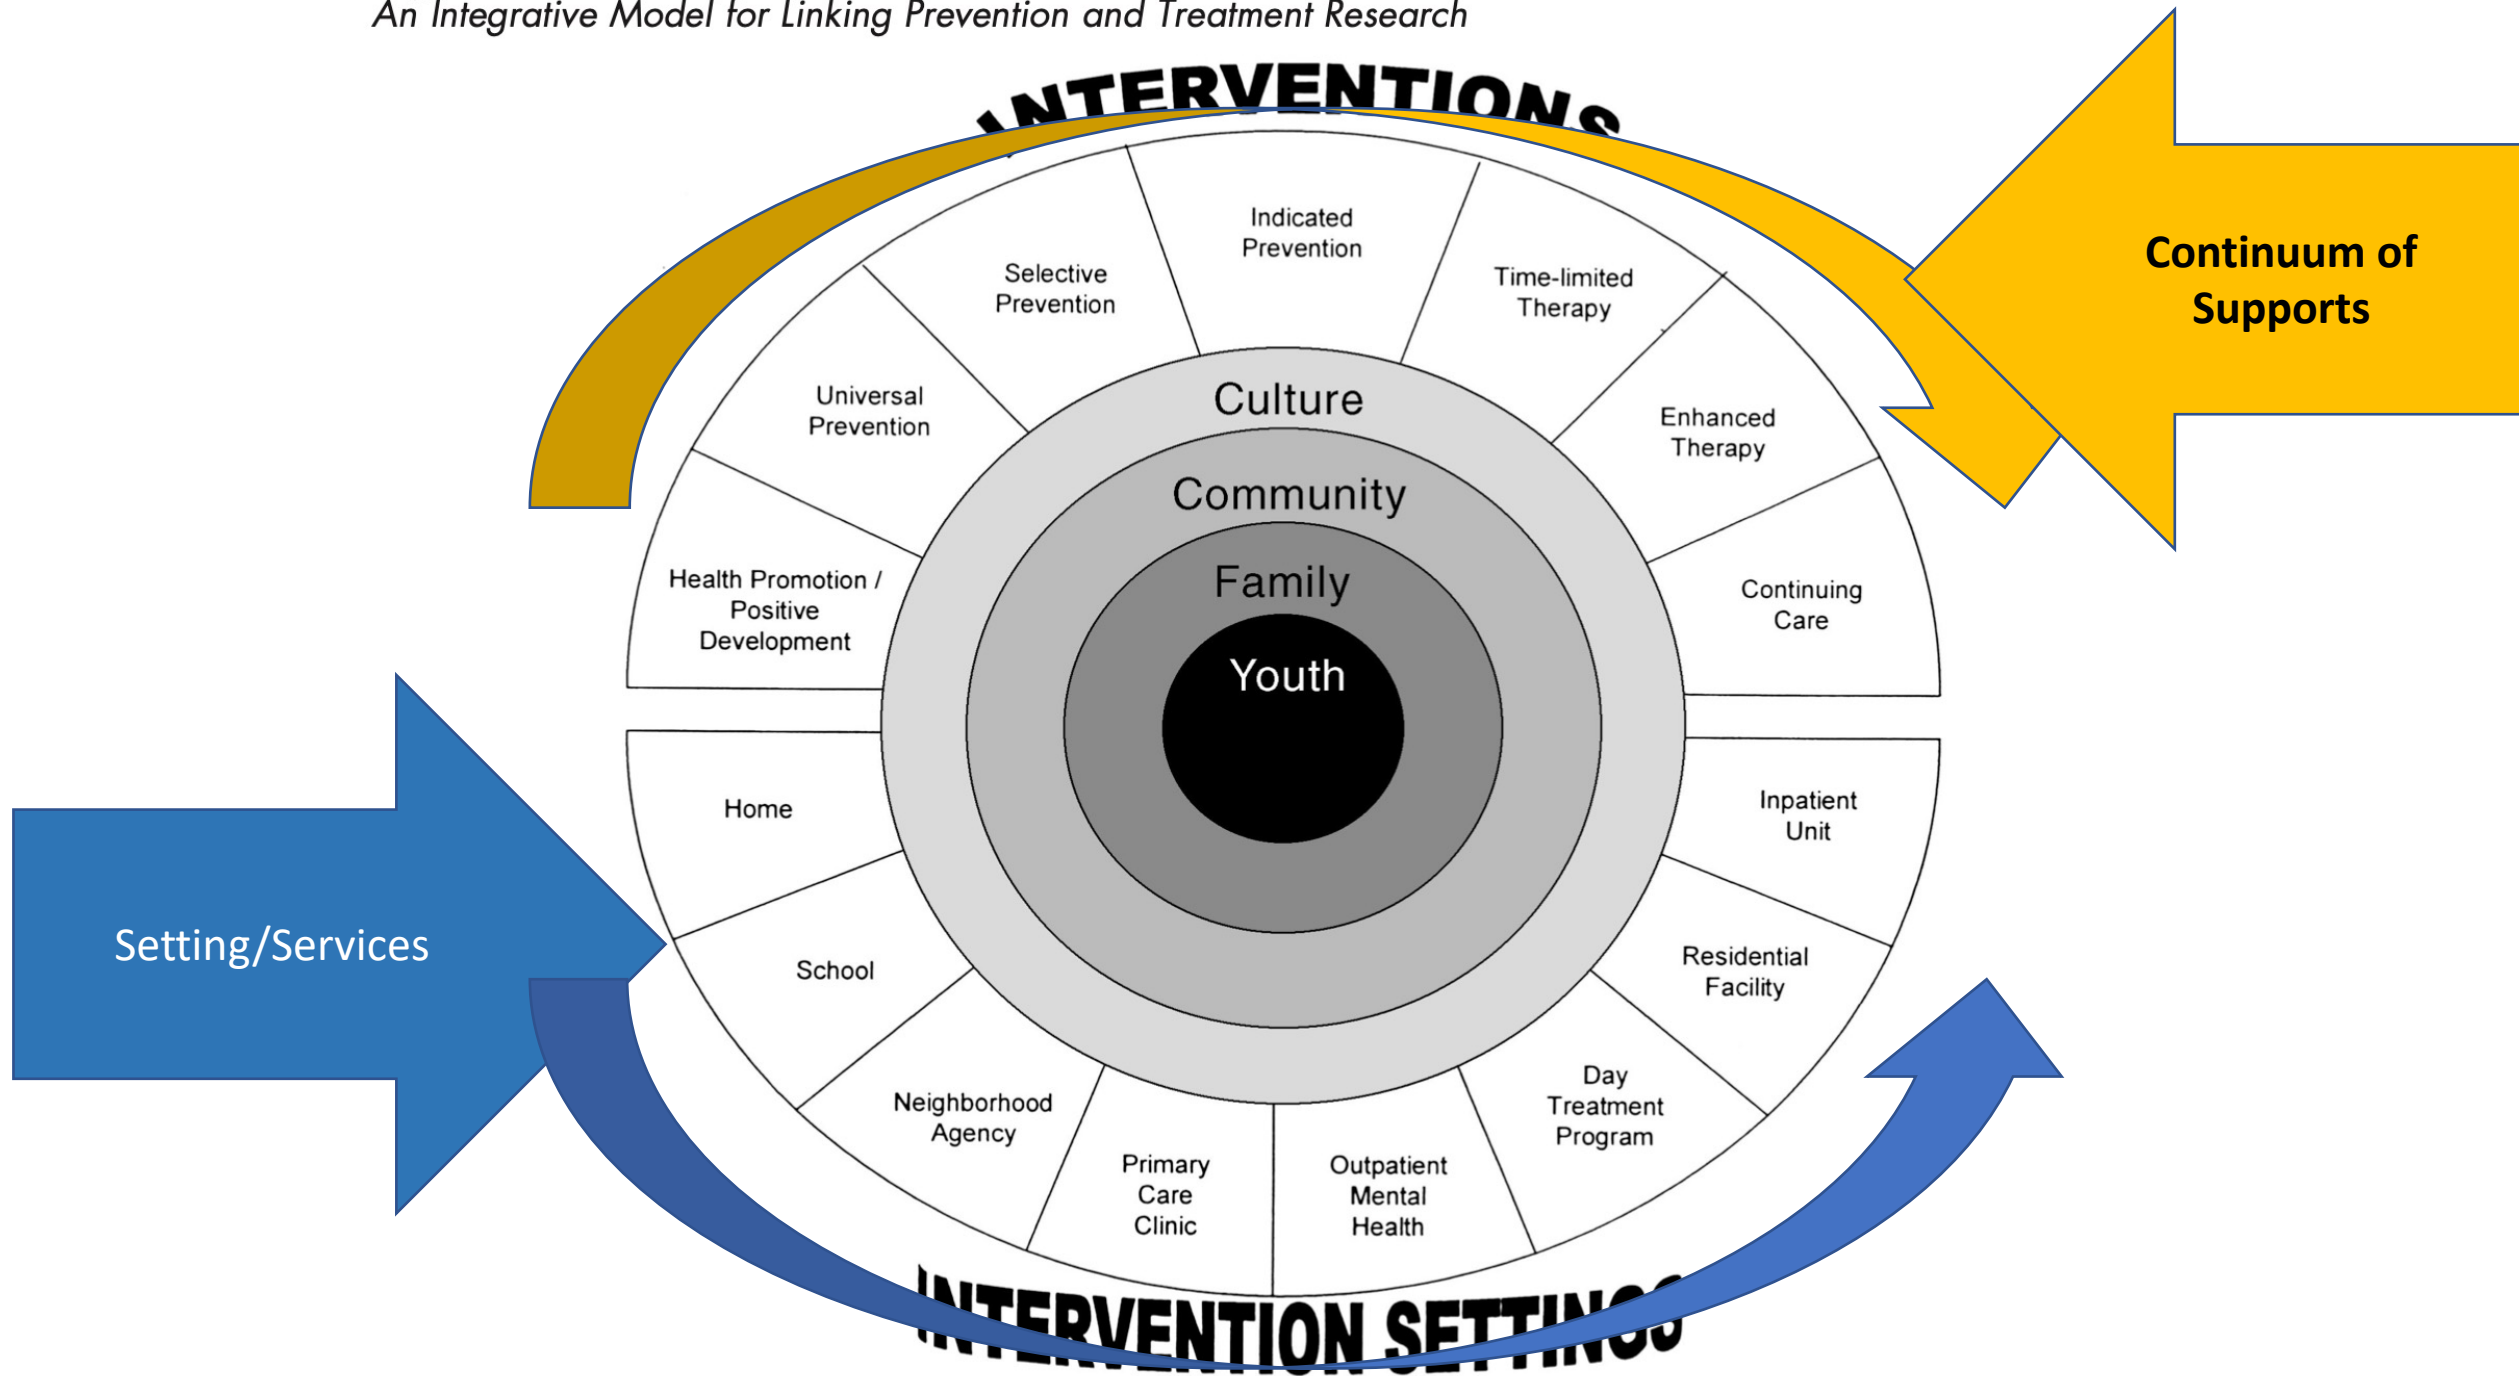 An Integrative Model for Linking Prevention and Treatment Research
INTERVENTIONS
Indicated
Prevention
Selective
Prevention
Time-limited
Therapy
Universal
Prevention
Enhanced
Therapy
Health Promotion /
Positive
Development
Continuing
Care
Continuum of
Supports
Culture
Community
Family
Youth
Setting/Services
Home
School
Neighborhood
Agency
Primary
Care
Clinic
Outpatient
Mental
Health
Day
Treatment
Program
Residential
Facility
Inpatient
Unit
INTERVENTION SETTINGS